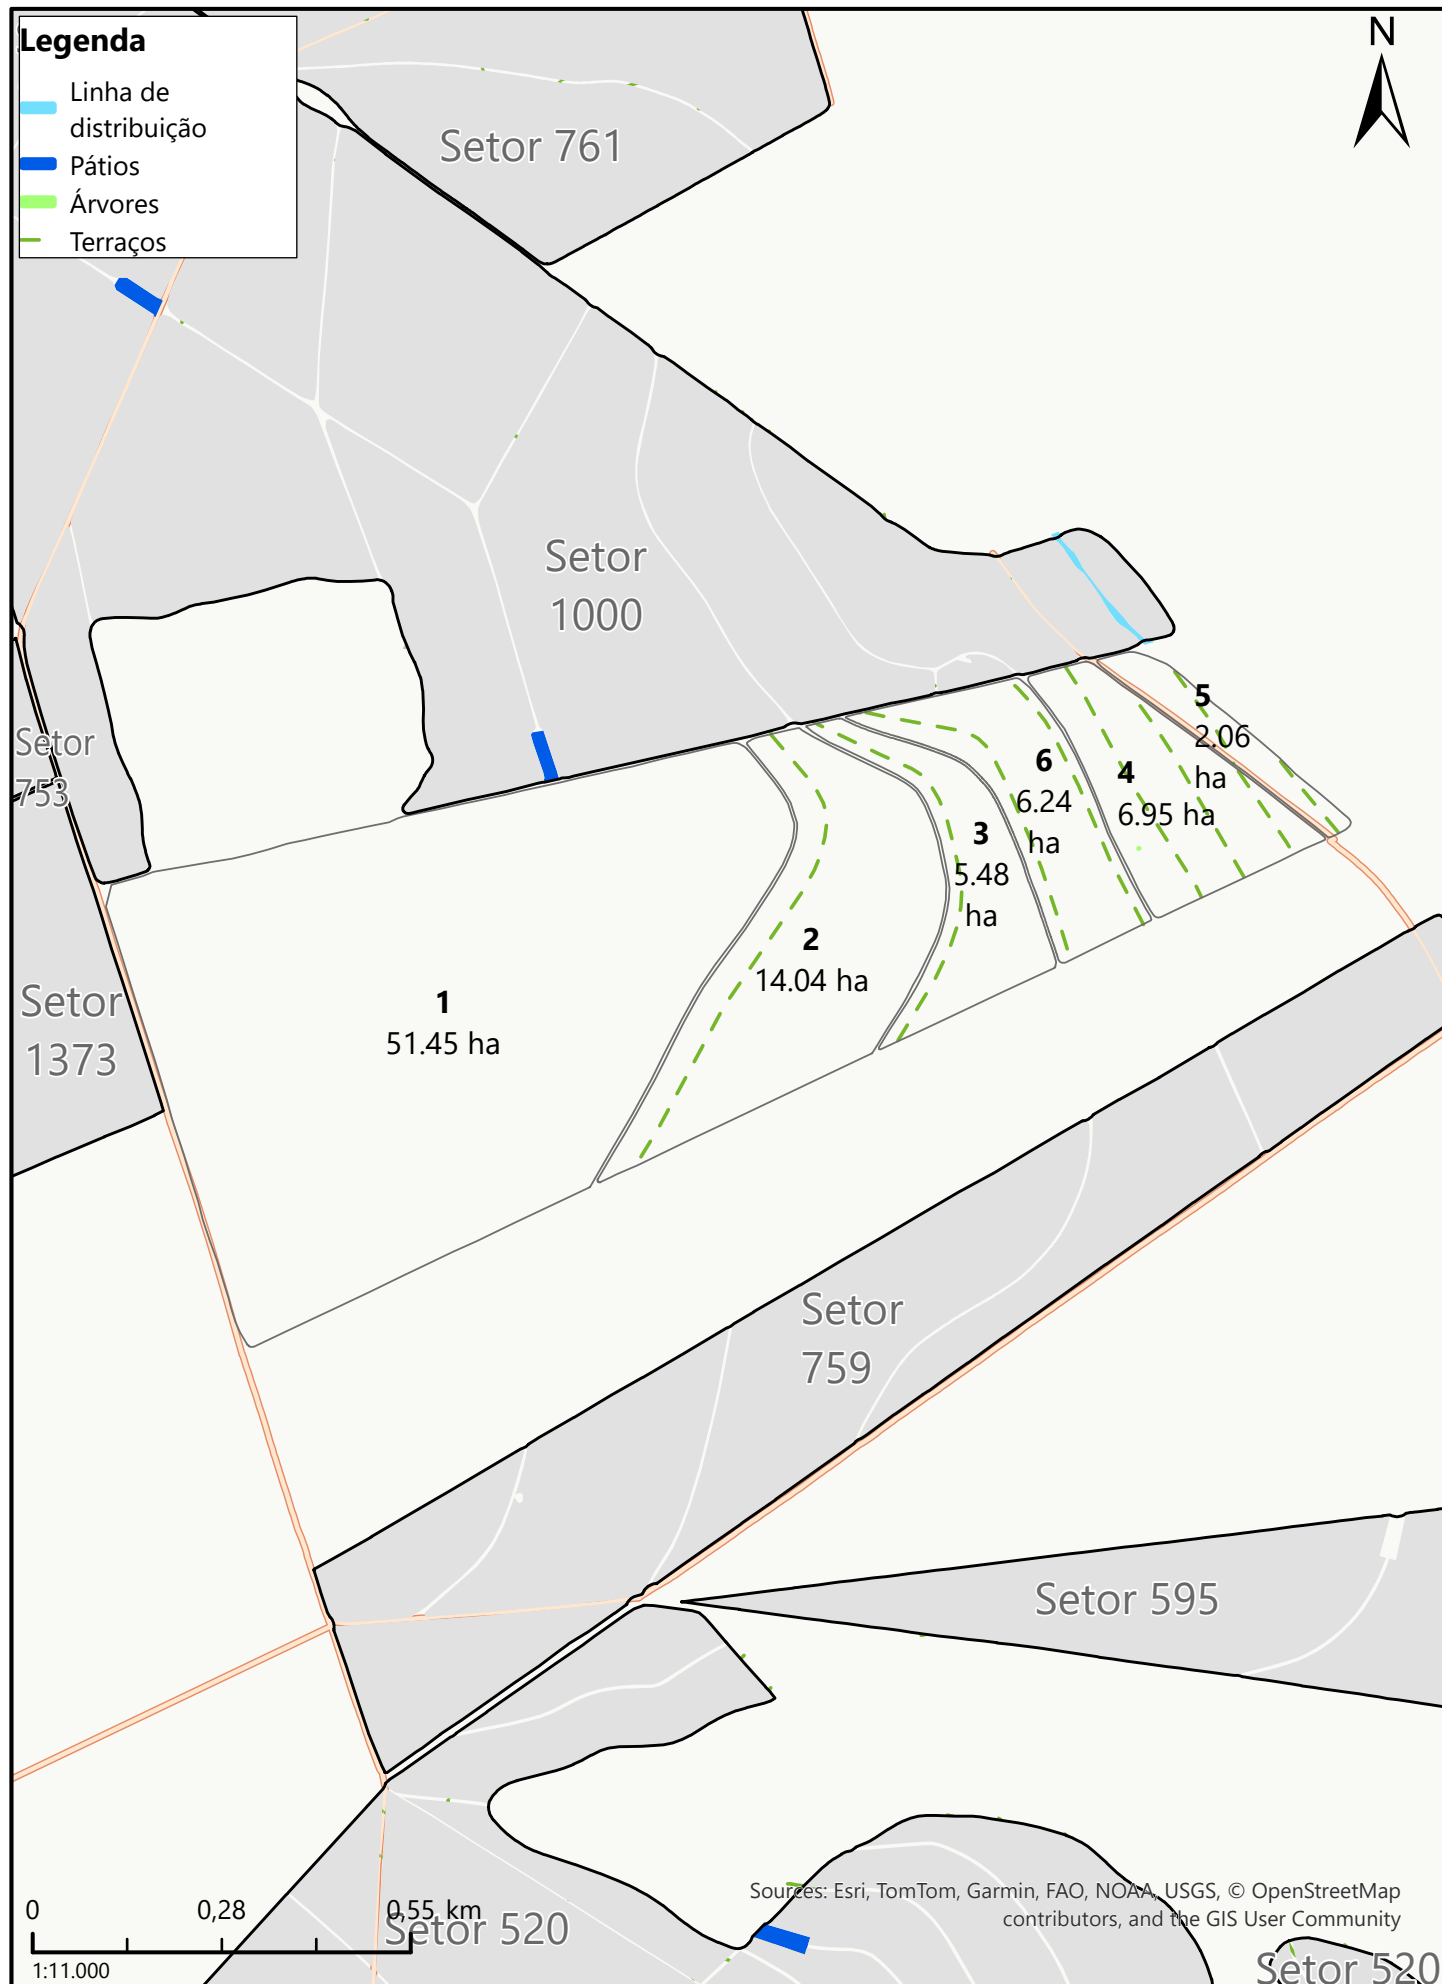 Legenda
Linha de
distribuição
Pátios
Árvores
Terraços
N
Setor 761
Setor
1000
Setor
753
Setor
1373
5
2.06
ha
6
6.24
ha
4
6.95 ha
3
5.48
ha
2
14.04 ha
1
51.45 ha
Setor
759
Setor 595
Setor 520
Setor 520
0 0,28 0,55 km
1:11.000
Sources: Esri, TomTom, Garmin, FAO, NOAA, USGS, © OpenStreetMap
contributors, and the GIS User Community